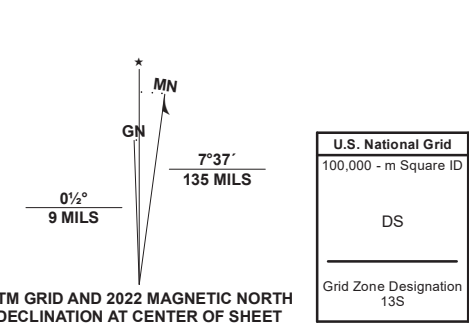 ★
MN
GN
7°37´
135 MILS
0½°
9 MILS
TM GRID AND 2022 MAGNETIC NORTH
DECLINATION AT CENTER OF SHEET
U.S. National Grid
100,000 - m Square ID
DS
Grid Zone Designation
13S